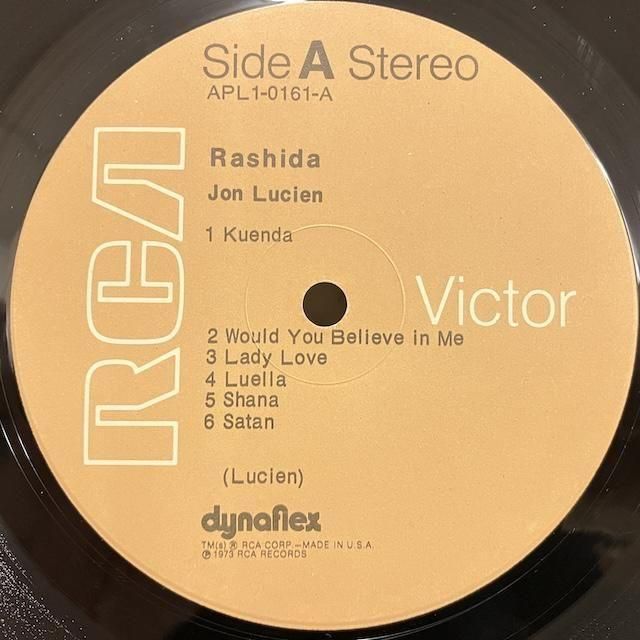 Side A Stereo
APL1-0161-A
RCA
Rashida
Jon Lucien
1 Kuenda
Victor
2 Would You Believe in Me
3 Lady Love
4 Luella
5 Shana
6 Satan
(Lucien)
dynaflex
TM(s) ® RCA CORP.—MADE IN U.S.A.
℗ 1973 RCA RECORDS